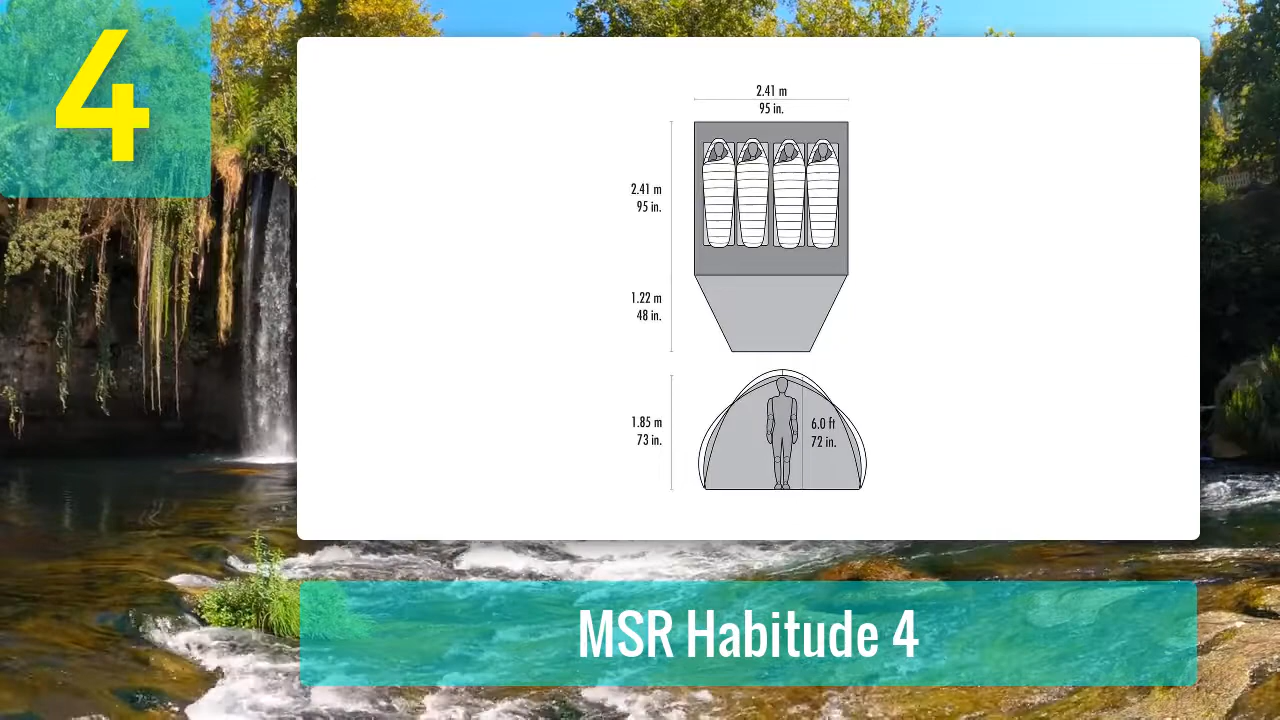 4
2.41 m
95 in.
2.41 m
95 in.
1.22 m
48 in.
1.85 m
73 in.
6.0 ft
72 in.
MSR Habitude 4